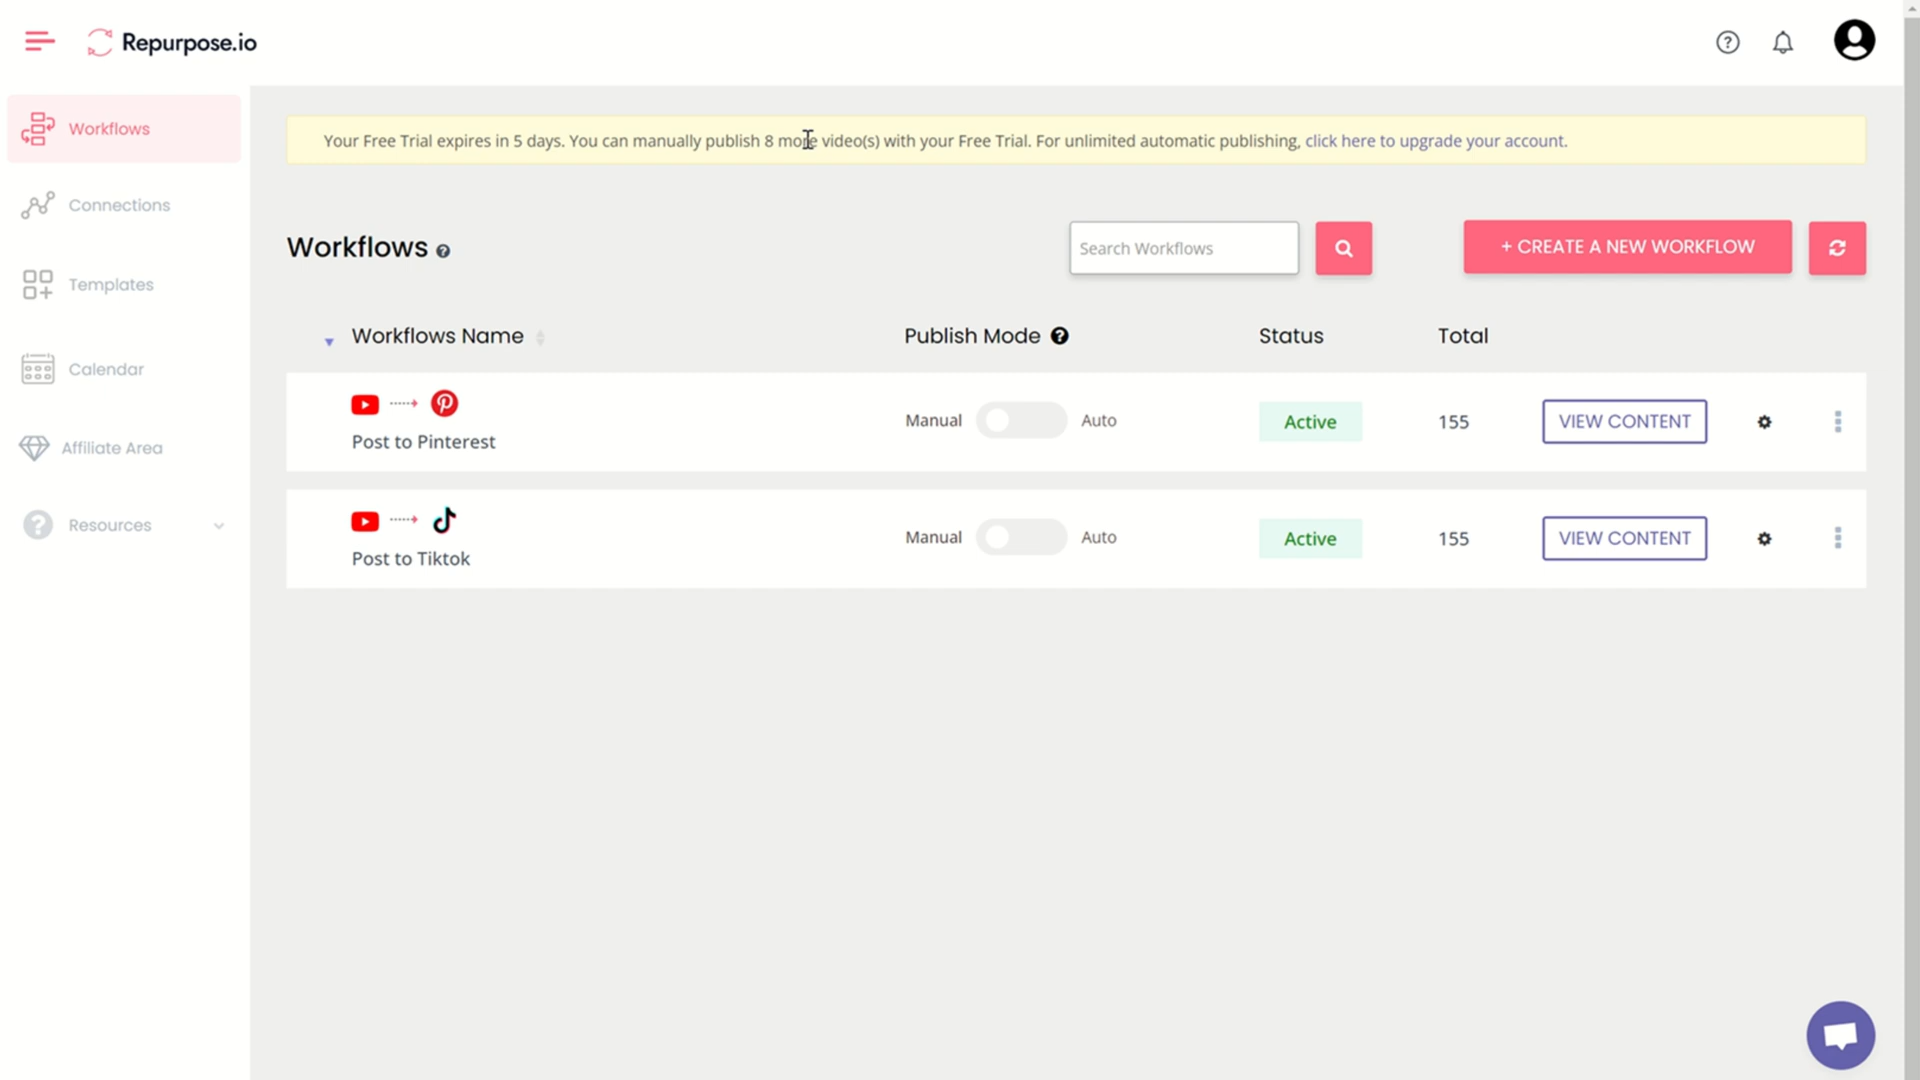 Repurpose.io
Workflows
Connections
Templates
Calendar
Affiliate Area
Resources
Your Free Trial expires in 5 days. You can manually publish 8 more video(s) with your Free Trial. For unlimited automatic publishing, click here to upgrade your account.
Workflows
Search Workflows
+ CREATE A NEW WORKFLOW
Workflows Name Publish Mode Status Total
Post to Pinterest
Manual Auto Active 155 VIEW CONTENT
Post to Tiktok
Manual Auto Active 155 VIEW CONTENT